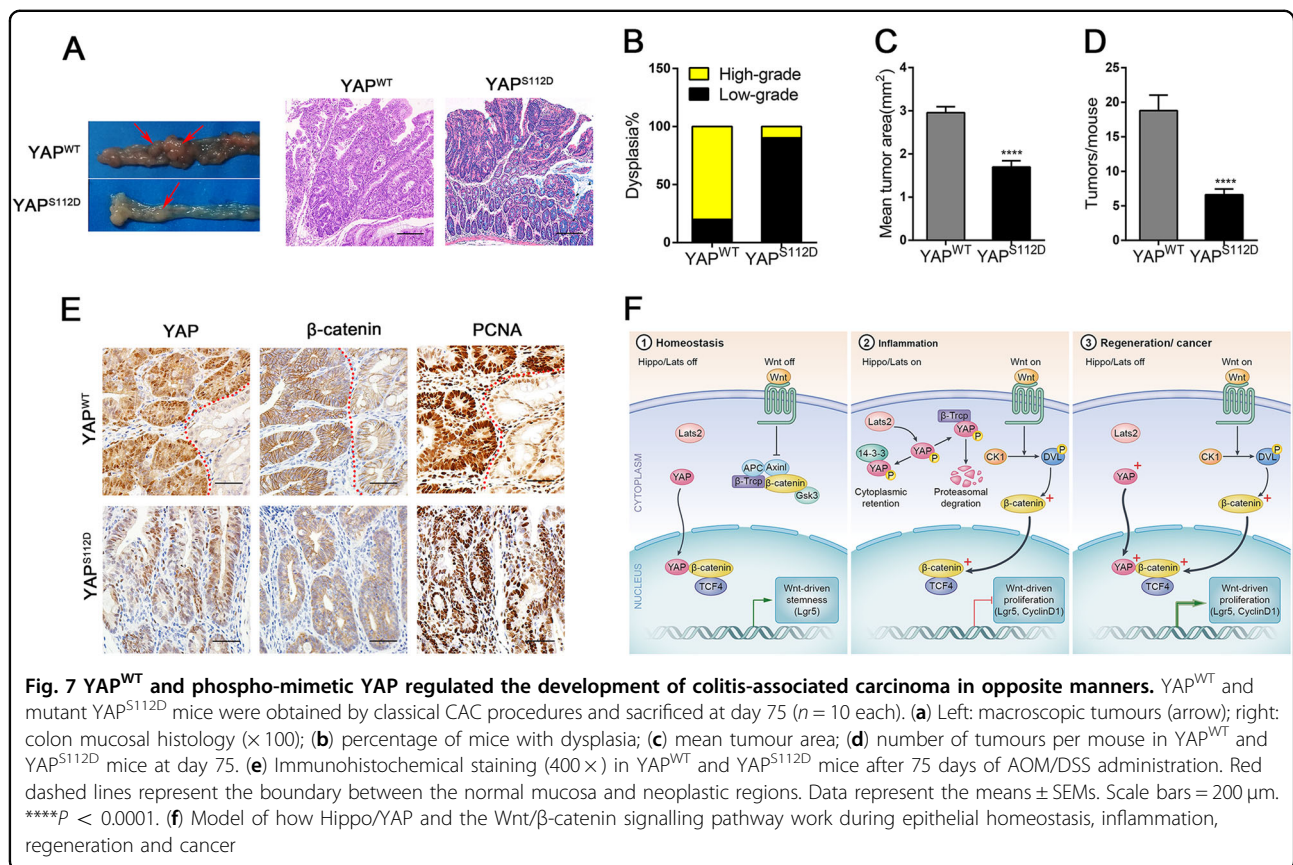 A
YAP^WT
YAP^S112D
YAP^WT
YAP^S112D
B
High-grade
Low-grade
Dysplasia%
150
100
50
0
YAP^WT
YAP^S112D
C
Mean tumor area(mm²)
4
3
2
1
0
****
YAP^WT
YAP^S112D
D
Tumors/mouse
25
20
15
10
5
0
****
YAP^WT
YAP^S112D
E
YAP
β-catenin
PCNA
YAP^WT
YAP^S112D
F
1 Homeostasis
Hippo/Lats off
Wnt off
Wnt
Lats2
YAP
APC
Axinl
β-Trcp
β-catenin
Gsk3
CYTOPLASM
NUCLEUS
YAP
β-catenin
TCF4
Wnt-driven
stemness
(Lgr5)
2 Inflammation
Hippo/Lats on
Wnt on
Wnt
Lats2
β-Trcp
YAP
P
14-3-3
YAP
P
YAP
P
Cytoplasmic
retention
Proteasomal
degration
CK1
DVL
P
β-catenin
+
β-catenin
+
TCF4
Wnt-driven
proliferation
(Lgr5, CyclinD1)
3 Regeneration/ cancer
Hippo/Lats off
Wnt on
Wnt
Lats2
YAP
+
CK1
DVL
P
β-catenin
+
YAP
+
β-catenin
+
TCF4
Wnt-driven
proliferation
(Lgr5, CyclinD1)
Fig. 7 YAP^WT and phospho-mimetic YAP regulated the development of colitis-associated carcinoma in opposite manners. YAP^WT and
mutant YAP^S112D mice were obtained by classical CAC procedures and sacrificed at day 75 (n = 10 each). (a) Left: macroscopic tumours (arrow); right:
colon mucosal histology (× 100); (b) percentage of mice with dysplasia; (c) mean tumour area; (d) number of tumours per mouse in YAP^WT and
YAP^S112D mice at day 75. (e) Immunohistochemical staining (400 ×) in YAP^WT and YAP^S112D mice after 75 days of AOM/DSS administration. Red
dashed lines represent the boundary between the normal mucosa and neoplastic regions. Data represent the means ± SEMs. Scale bars = 200 μm.
****P < 0.0001. (f) Model of how Hippo/YAP and the Wnt/β-catenin signalling pathway work during epithelial homeostasis, inflammation,
regeneration and cancer